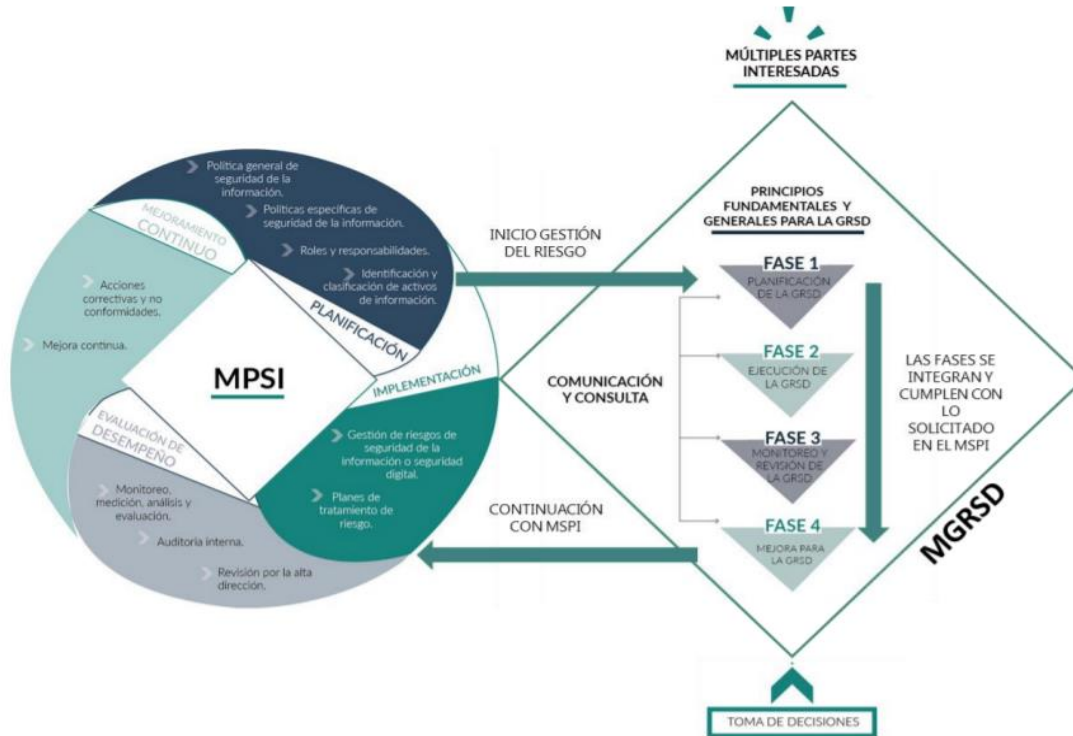 MÚLTIPLES PARTES
INTERESADAS
Política general de
seguridad de la
información.
Políticas específicas de
seguridad de la información.
Roles y responsabilidades.
Identificación y
clasificación de activos
de información.
PLANIFICACIÓN
MEJORAMIENTO
CONTINUO
Acciones
correctivas y no
conformidades.
Mejora continua.
MPSI
IMPLEMENTACIÓN
Gestión de riesgos de
seguridad de la
información o seguridad
digital.
Planes de
tratamiento de
riesgo.
EVALUACIÓN DE
DESEMPEÑO
Monitoreo,
medición, análisis y
evaluación.
Auditoria interna.
Revisión por la alta
dirección.
INICIO GESTIÓN
DEL RIESGO
CONTINUACIÓN
CON MSPI
PRINCIPIOS
FUNDAMENTALES Y
GENERALES PARA LA GRSD
COMUNICACIÓN
Y CONSULTA
FASE 1
PLANIFICACIÓN
DE LA GRSD
FASE 2
EJECUCIÓN DE
LA GRSD
FASE 3
MONITOREO Y
REVISIÓN DE LA
GRSD
FASE 4
MEJORA PARA
LA GRSD
LAS FASES SE
INTEGRAN Y
CUMPLEN CON
LO
SOLICITADO
EN EL MSPI
MGRSD
TOMA DE DECISIONES